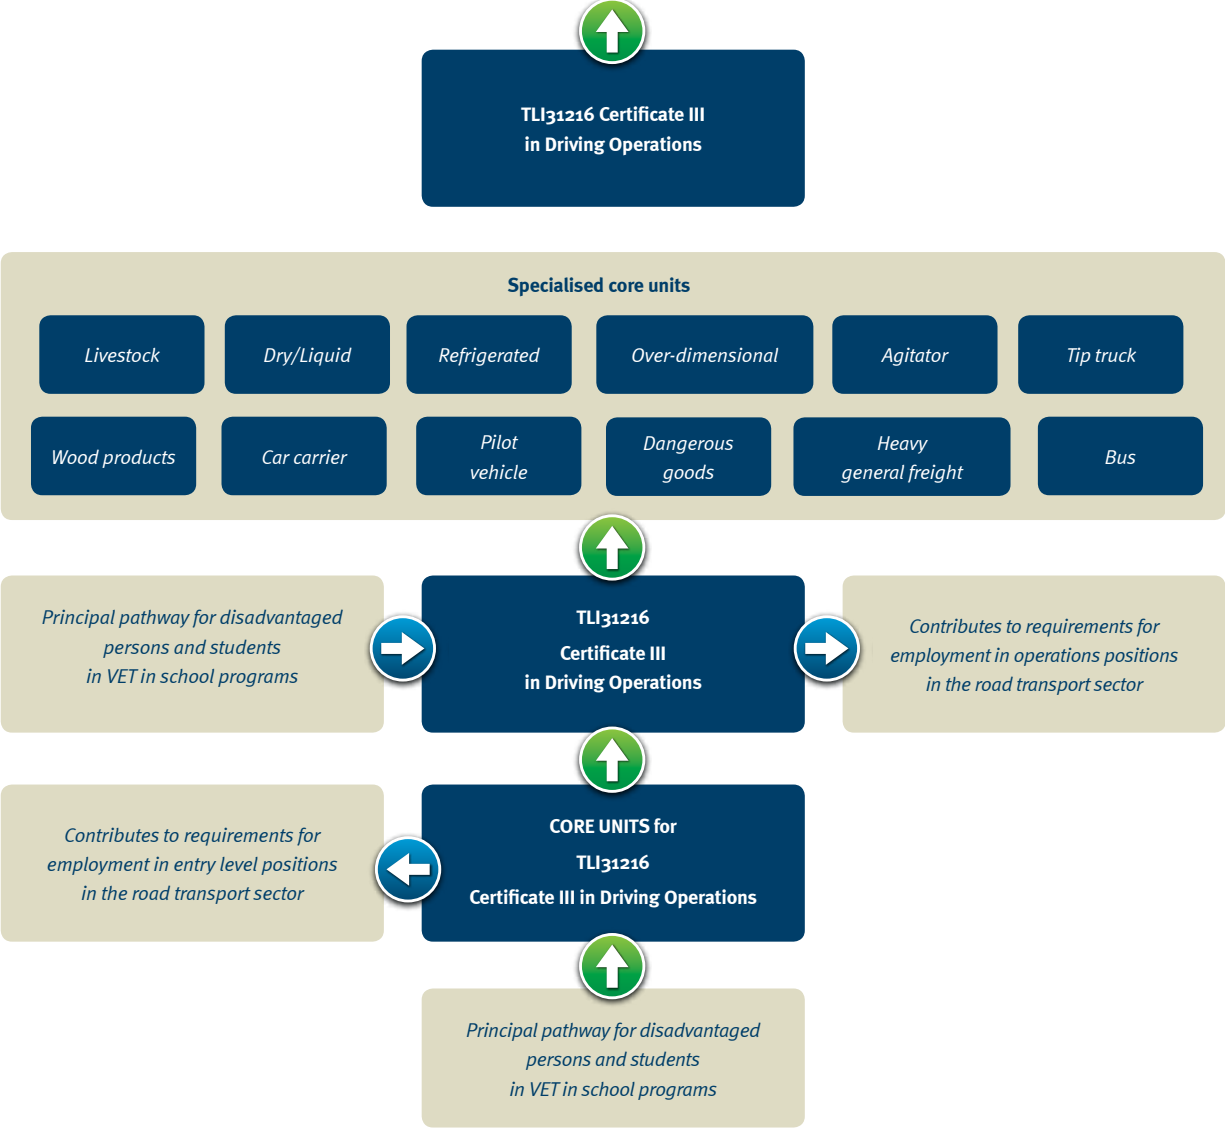 TLI31216 Certificate III
in Driving Operations
Specialised core units
Livestock
Dry/Liquid
Refrigerated
Over-dimensional
Agitator
Tip truck
Wood products
Car carrier
Pilot
vehicle
Dangerous
goods
Heavy
general freight
Bus
Principal pathway for disadvantaged
persons and students
in VET in school programs
TLI31216
Certificate III
in Driving Operations
Contributes to requirements for
employment in operations positions
in the road transport sector
Contributes to requirements for
employment in entry level positions
in the road transport sector
CORE UNITS for
TLI31216
Certificate III in Driving Operations
Principal pathway for disadvantaged
persons and students
in VET in school programs